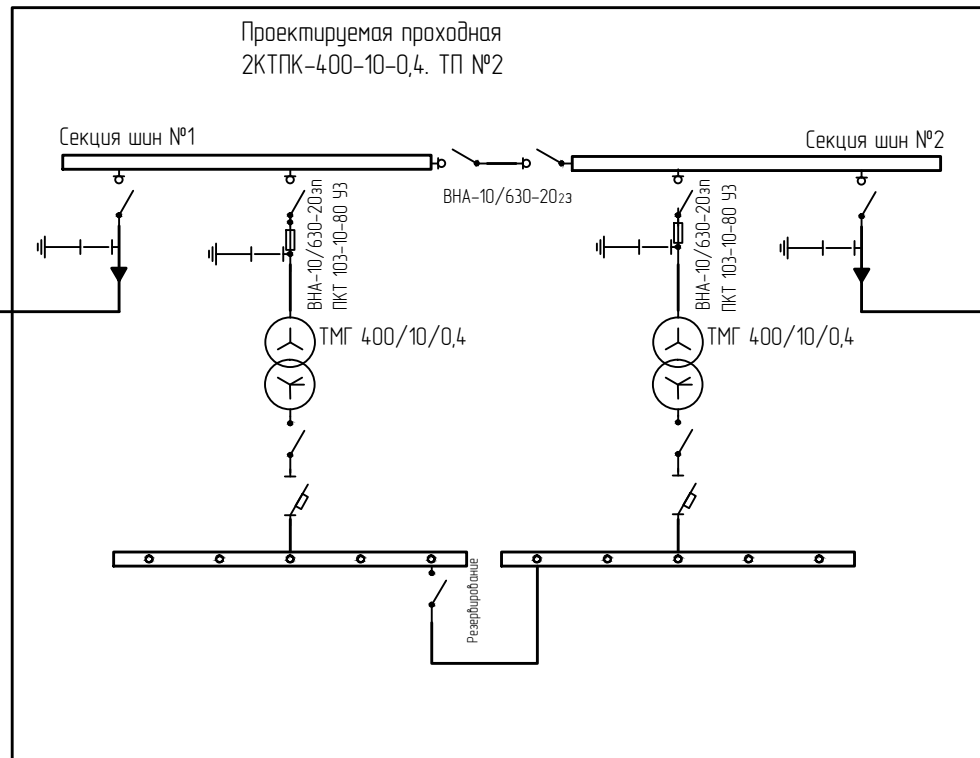 Проектируемая проходная
2КТПК-400-10-0,4. ТП №2
Секция шин №1
Секция шин №2
ВНА-10/630-20зз
ВНА-10/630-20зп
ПКТ 103-10-80 У3
ВНА-10/630-20зп
ПКТ 103-10-80 У3
ТМГ 400/10/0,4
ТМГ 400/10/0,4
Резервирование